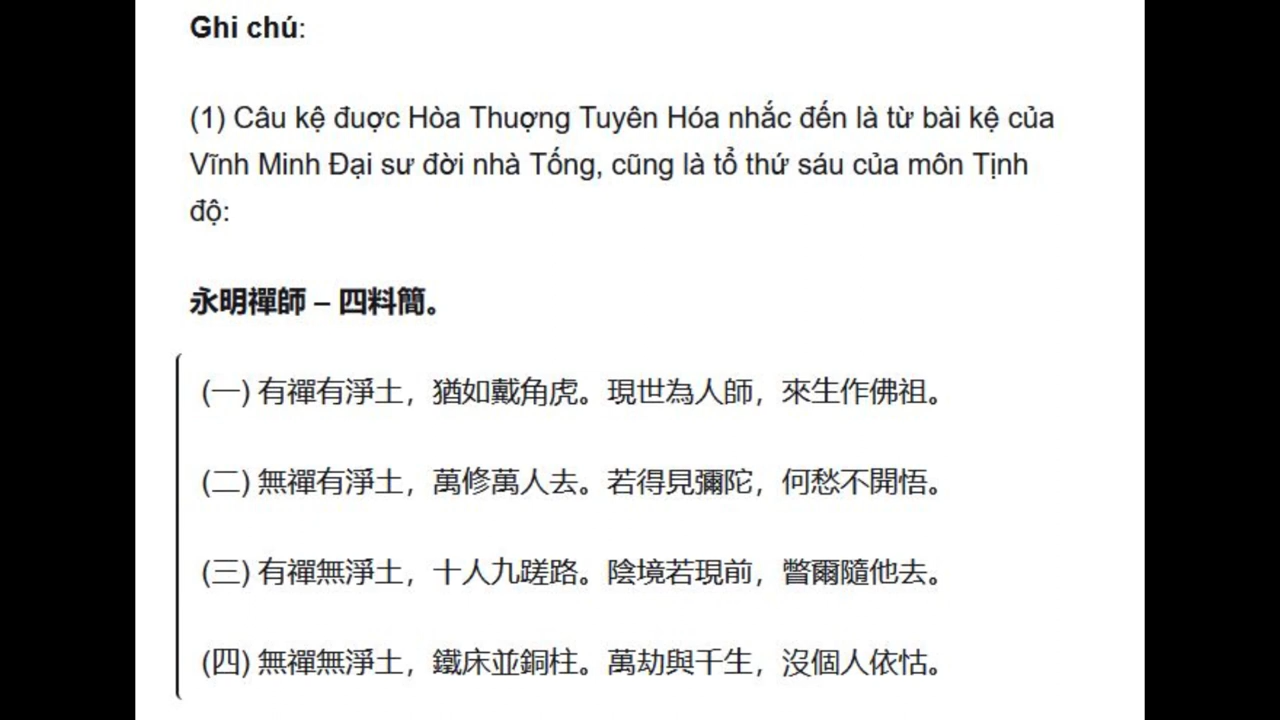 Ghi chú:
(1) Câu kệ đuợc Hòa Thuợng Tuyên Hóa nhắc đến là từ bài kệ của
Vĩnh Minh Đại sư đời nhà Tống, cũng là tổ thứ sáu của môn Tịnh
độ:
永明禪師 – 四料簡。
(一) 有禪有淨土，猶如戴角虎。現世為人師，來生作佛祖。
(二) 無禪有淨土，萬修萬人去。若得見彌陀，何愁不開悟。
(三) 有禪無淨土，十人九蹉路。陰境若現前，瞥爾隨他去。
(四) 無禪無淨土，鐵床並銅柱。萬劫與千生，沒個人依怙。